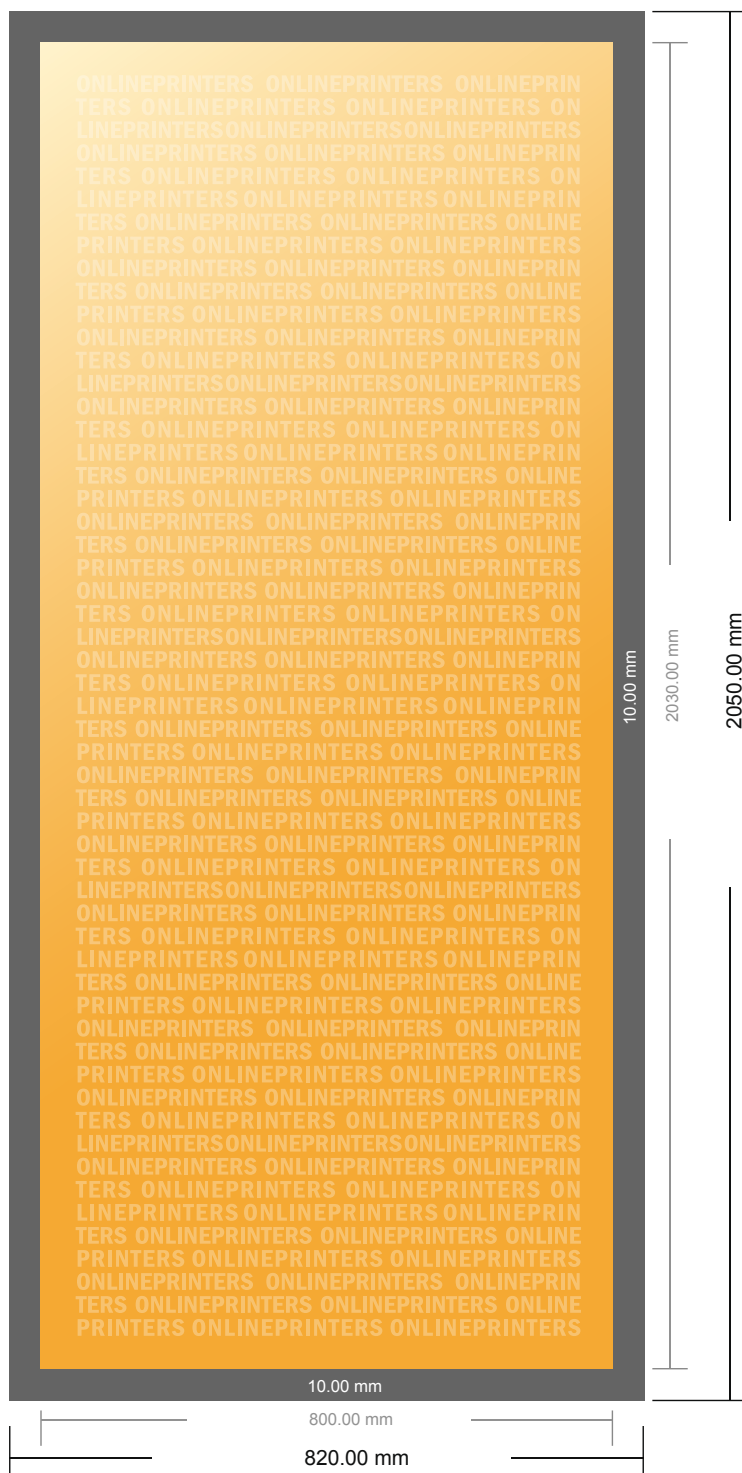 ONLINEPRINTERS ONLINEPRINTERS ONLINEPRIN
TERS ONLINEPRINTERS ONLINEPRINTERS ON
LINEPRINTERSONLINEPRINTERSONLINEPRINTERS
ONLINEPRINTERS ONLINEPRINTERS ONLINEPRIN
TERS ONLINEPRINTERS ONLINEPRINTERS ON
LINEPRINTERS ONLINEPRINTERS ONLINEPRIN
TERS ONLINEPRINTERS ONLINEPRINTERS ONLINE
PRINTERS ONLINEPRINTERS ONLINEPRINTERS
ONLINEPRINTERS ONLINEPRINTERS ONLINEPRIN
TERS ONLINEPRINTERS ONLINEPRINTERS ONLINE
PRINTERS ONLINEPRINTERS ONLINEPRINTERS
ONLINEPRINTERS ONLINEPRINTERS ONLINEPRIN
TERS ONLINEPRINTERS ONLINEPRINTERS ON
LINEPRINTERSONLINEPRINTERSONLINEPRINTERS
ONLINEPRINTERS ONLINEPRINTERS ONLINEPRIN
TERS ONLINEPRINTERS ONLINEPRINTERS ON
LINEPRINTERS ONLINEPRINTERS ONLINEPRIN
TERS ONLINEPRINTERS ONLINEPRINTERS ONLINE
PRINTERS ONLINEPRINTERS ONLINEPRINTERS
ONLINEPRINTERS ONLINEPRINTERS ONLINEPRIN
TERS ONLINEPRINTERS ONLINEPRINTERS ONLINE
PRINTERS ONLINEPRINTERS ONLINEPRINTERS
ONLINEPRINTERS ONLINEPRINTERS ONLINEPRIN
TERS ONLINEPRINTERS ONLINEPRINTERS ON
LINEPRINTERSONLINEPRINTERSONLINEPRINTERS
ONLINEPRINTERS ONLINEPRINTERS ONLINEPRIN
TERS ONLINEPRINTERS ONLINEPRINTERS ON
LINEPRINTERS ONLINEPRINTERS ONLINEPRIN
TERS ONLINEPRINTERS ONLINEPRINTERS ONLINE
PRINTERS ONLINEPRINTERS ONLINEPRINTERS
ONLINEPRINTERS ONLINEPRINTERS ONLINEPRIN
TERS ONLINEPRINTERS ONLINEPRINTERS ONLINE
PRINTERS ONLINEPRINTERS ONLINEPRINTERS
ONLINEPRINTERS ONLINEPRINTERS ONLINEPRIN
TERS ONLINEPRINTERS ONLINEPRINTERS ON
LINEPRINTERSONLINEPRINTERSONLINEPRINTERS
ONLINEPRINTERS ONLINEPRINTERS ONLINEPRIN
TERS ONLINEPRINTERS ONLINEPRINTERS ON
LINEPRINTERS ONLINEPRINTERS ONLINEPRIN
TERS ONLINEPRINTERS ONLINEPRINTERS ONLINE
PRINTERS ONLINEPRINTERS ONLINEPRINTERS
ONLINEPRINTERS ONLINEPRINTERS ONLINEPRIN
TERS ONLINEPRINTERS ONLINEPRINTERS ONLINE
PRINTERS ONLINEPRINTERS ONLINEPRINTERS
ONLINEPRINTERS ONLINEPRINTERS ONLINEPRIN
TERS ONLINEPRINTERS ONLINEPRINTERS ON
LINEPRINTERSONLINEPRINTERSONLINEPRINTERS
ONLINEPRINTERS ONLINEPRINTERS ONLINEPRIN
TERS ONLINEPRINTERS ONLINEPRINTERS ON
LINEPRINTERS ONLINEPRINTERS ONLINEPRIN
TERS ONLINEPRINTERS ONLINEPRINTERS ONLINE
PRINTERS ONLINEPRINTERS ONLINEPRINTERS
ONLINEPRINTERS ONLINEPRINTERS ONLINEPRIN
TERS ONLINEPRINTERS ONLINEPRINTERS ONLINE
PRINTERS ONLINEPRINTERS ONLINEPRINTERS
10.00 mm
2030.00 mm
2050.00 mm
10.00 mm
800.00 mm
820.00 mm